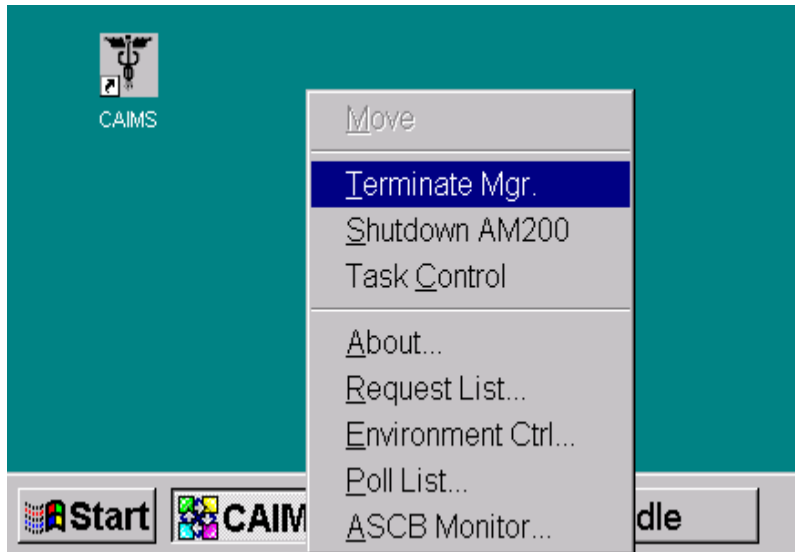 CAIMS
Move
Terminate Mgr.
Shutdown AM200
Task Control
About...
Request List...
Environment Ctrl...
Poll List...
ASCB Monitor...
Start CAIM dle